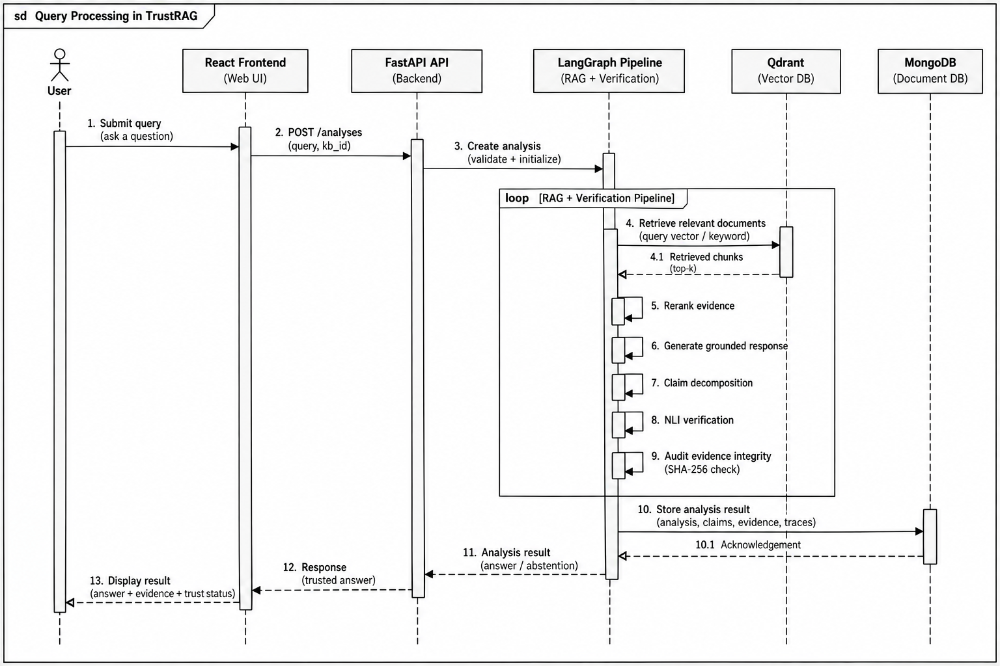 sd Query Processing in TrustRAG
User
React Frontend
(Web UI)
FastAPI API
(Backend)
LangGraph Pipeline
(RAG + Verification)
Qdrant
(Vector DB)
MongoDB
(Document DB)
1. Submit query
(ask a question)
2. POST /analyses
(query, kb_id)
3. Create analysis
(validate + initialize)
loop [RAG + Verification Pipeline]
4. Retrieve relevant documents
(query vector / keyword)
4.1 Retrieved chunks
(top-k)
5. Rerank evidence
6. Generate grounded response
7. Claim decomposition
8. NLI verification
9. Audit evidence integrity
(SHA-256 check)
10. Store analysis result
(analysis, claims, evidence, traces)
10.1 Acknowledgement
11. Analysis result
(answer / abstention)
12. Response
(trusted answer)
13. Display result
(answer + evidence + trust status)